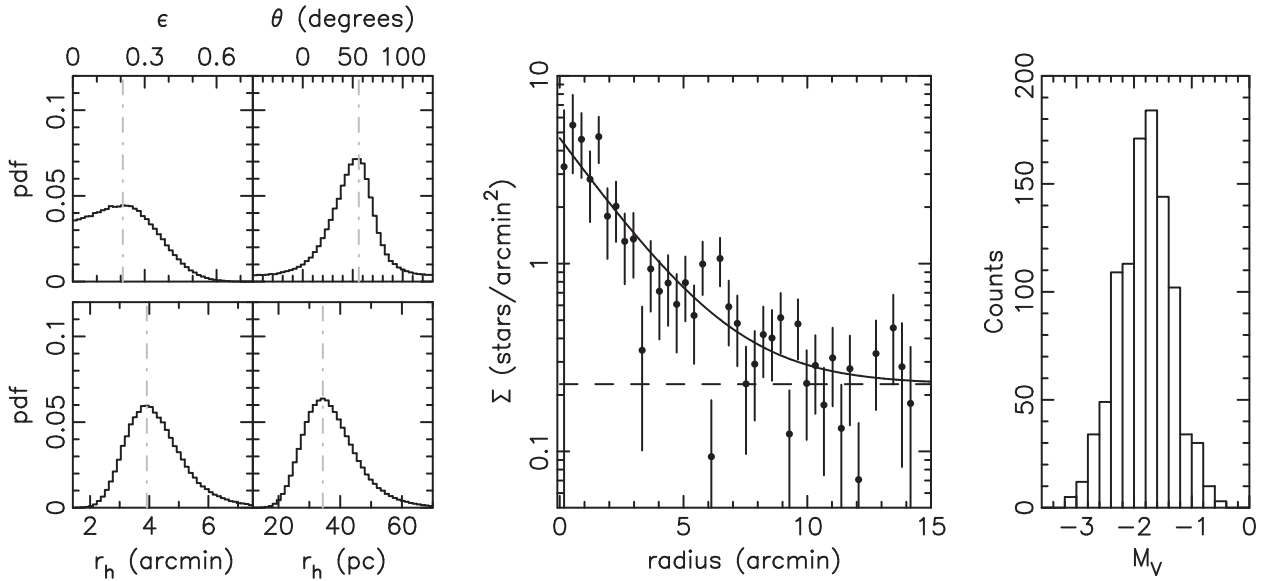 ϵ
θ (degrees)
0 0.3 0.6
0 50 100
pdf
0 0.05 0.1
pdf
0 0.05 0.1
2 4 6
20 40 60
r_h (arcmin)
r_h (pc)
Σ (stars/arcmin²)
0.1 1 10
0 5 10 15
radius (arcmin)
Counts
0 50 100 150 200
−3 −2 −1 0
M_V